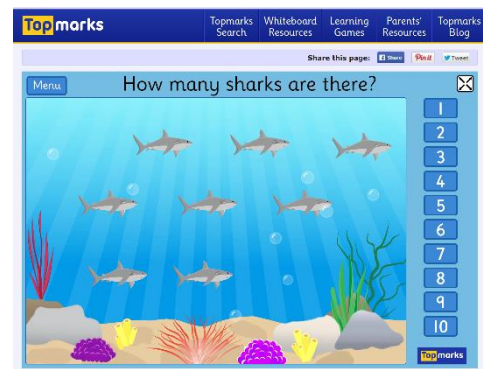 Topmarks
Topmarks Search
Whiteboard Resources
Learning Games
Parents' Resources
Topmarks Blog
Share this page: Share Pin it Tweet
Menu
How many sharks are there?
1
2
3
4
5
6
7
8
9
10
Topmarks